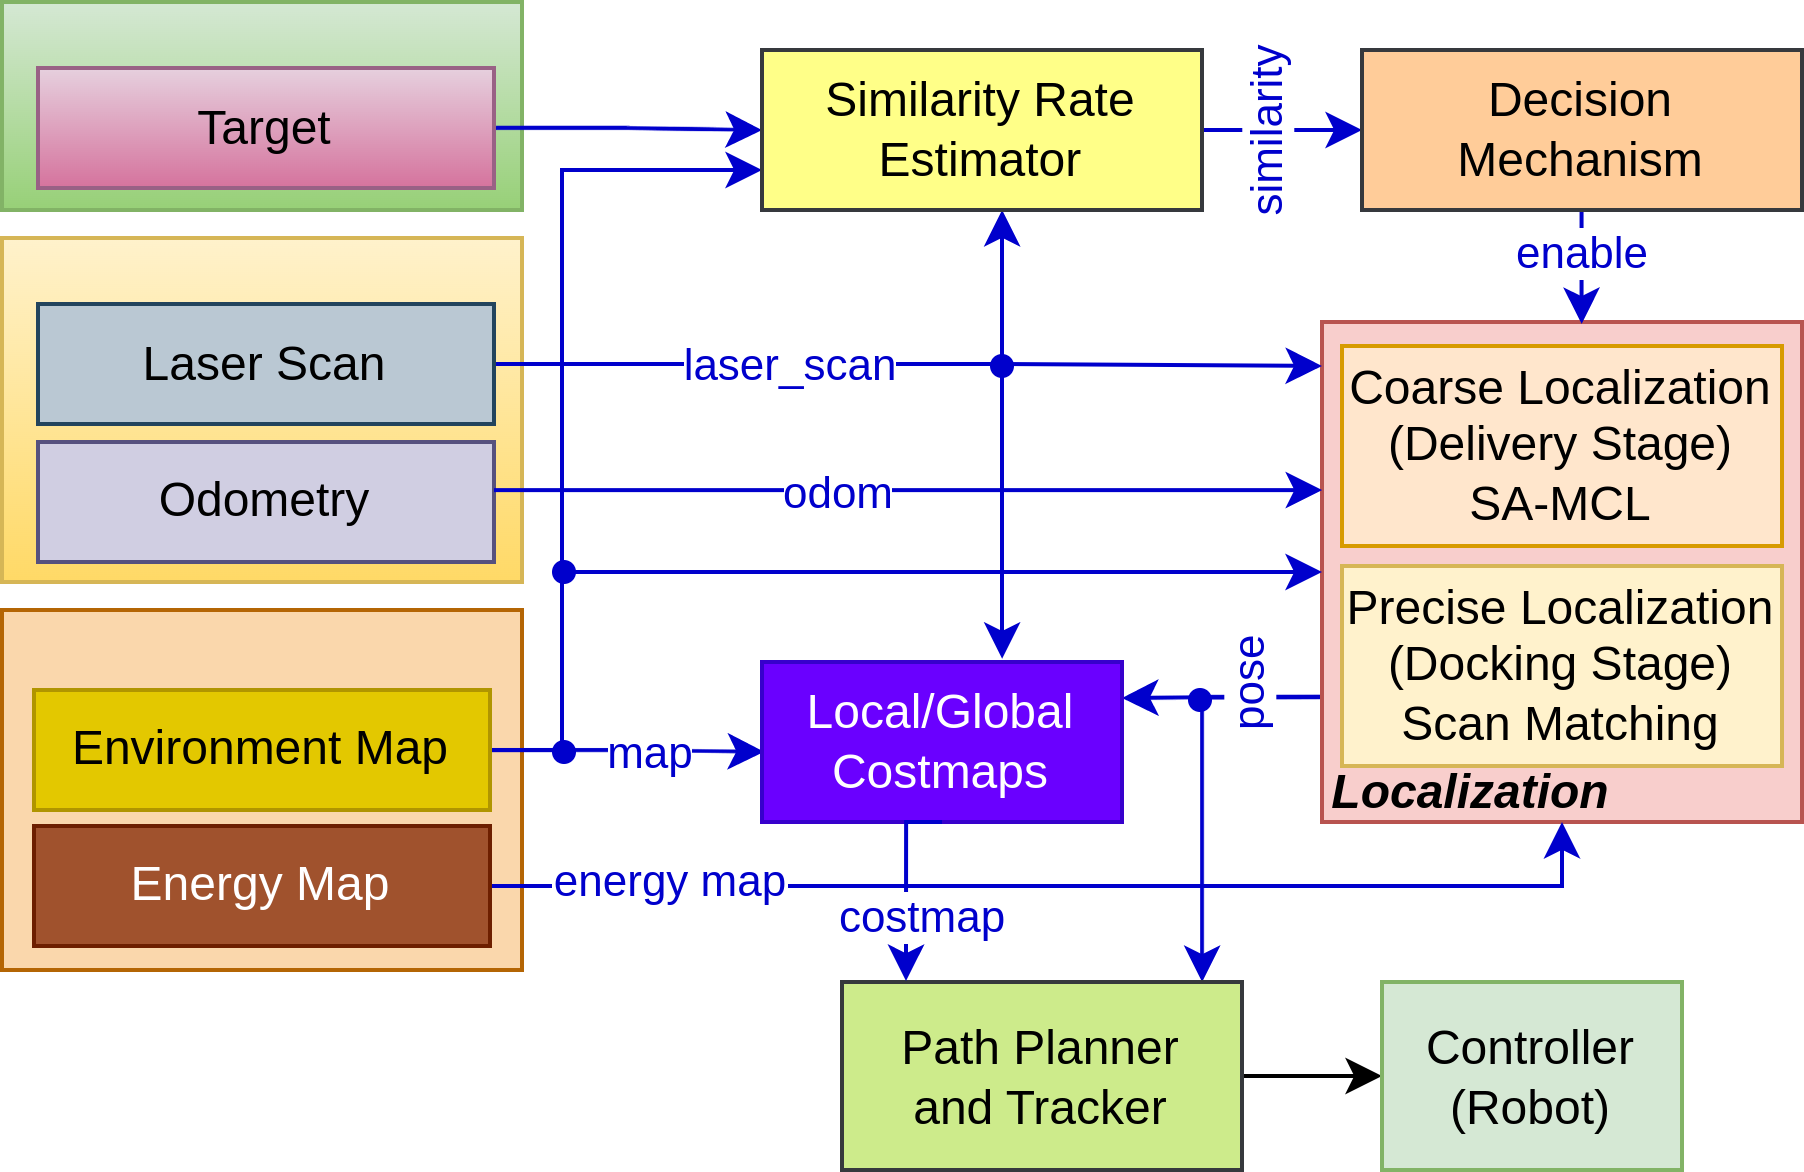 Target
Similarity Rate
Estimator
similarity
Decision
Mechanism
enable
Laser Scan
laser_scan
Odometry
odom
Coarse Localization
(Delivery Stage)
SA-MCL
Precise Localization
(Docking Stage)
Scan Matching
Localization
pose
Environment Map
map
Local/Global
Costmaps
Energy Map
energy map
costmap
Path Planner
and Tracker
Controller
(Robot)